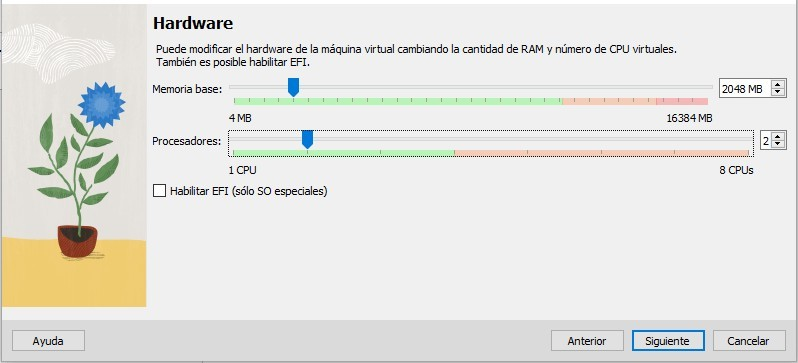 Hardware
Puede modificar el hardware de la máquina virtual cambiando la cantidad de RAM y número de CPU virtuales.
También es posible habilitar EFI.
Memoria base:
2048 MB
4 MB
16384 MB
Procesadores:
2
1 CPU
8 CPUs
Habilitar EFI (sólo SO especiales)
Ayuda
Anterior
Siguiente
Cancelar